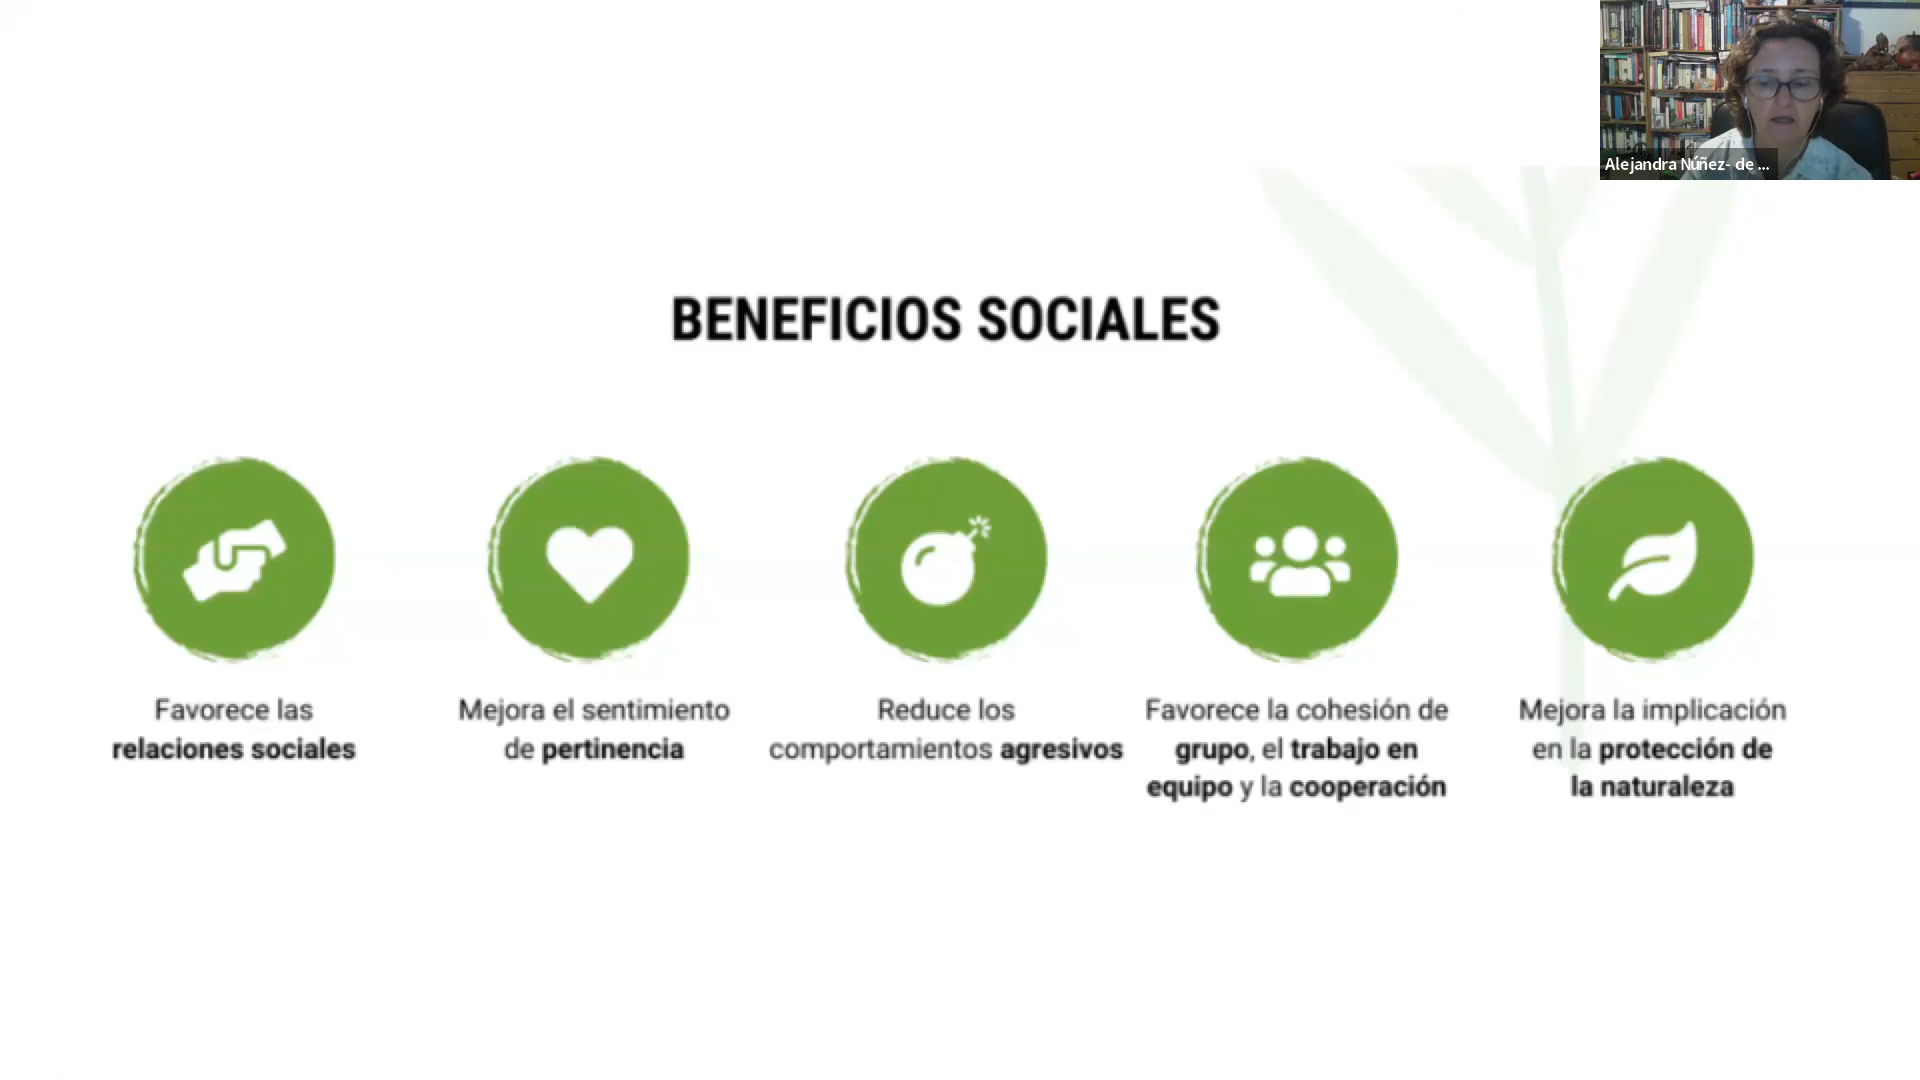 Alejandra Núñez- de ...
BENEFICIOS SOCIALES
Favorece las
relaciones sociales
Mejora el sentimiento
de pertinencia
Reduce los
comportamientos agresivos
Favorece la cohesión de
grupo, el trabajo en
equipo y la cooperación
Mejora la implicación
en la protección de
la naturaleza